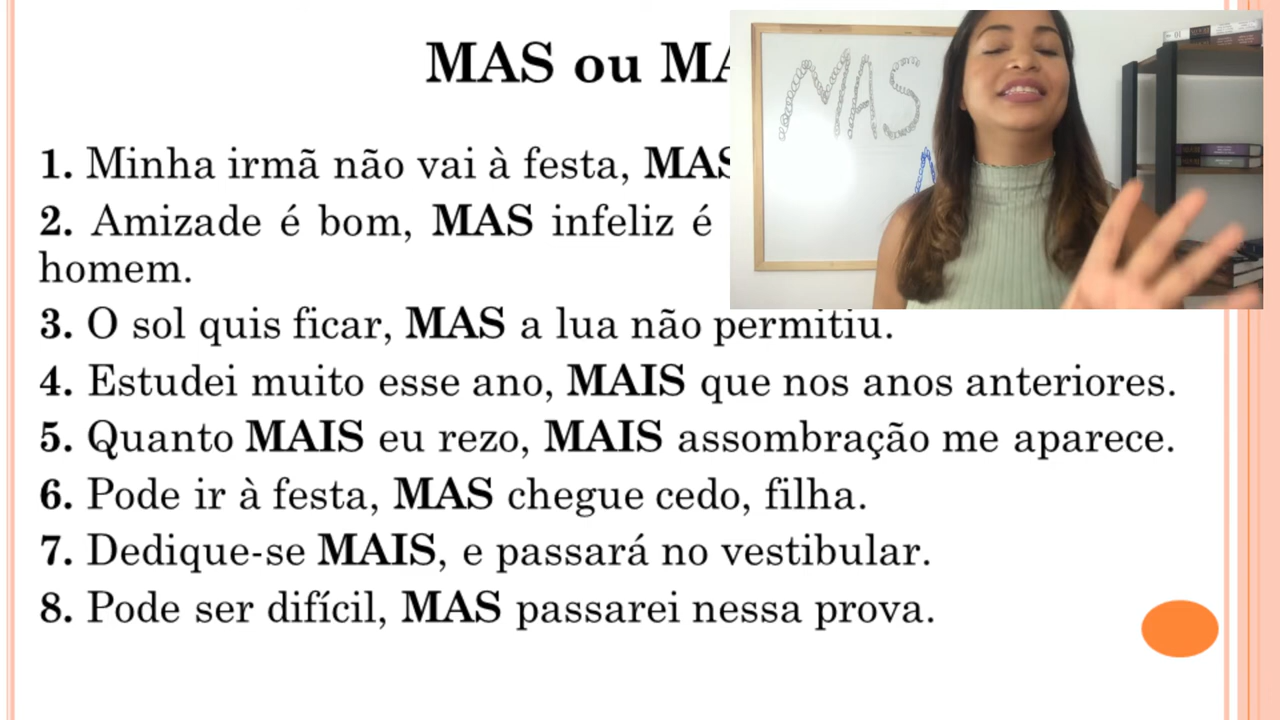 MAS ou
MAS
1. Minha irmã não vai à festa, MAS
2. Amizade é bom, MAS infeliz é
homem.
3. O sol quis ficar, MAS a lua não permitiu.
4. Estudei muito esse ano, MAIS que nos anos anteriores.
5. Quanto MAIS eu rezo, MAIS assombração me aparece.
6. Pode ir à festa, MAS chegue cedo, filha.
7. Dedique-se MAIS, e passará no vestibular.
8. Pode ser difícil, MAS passarei nessa prova.